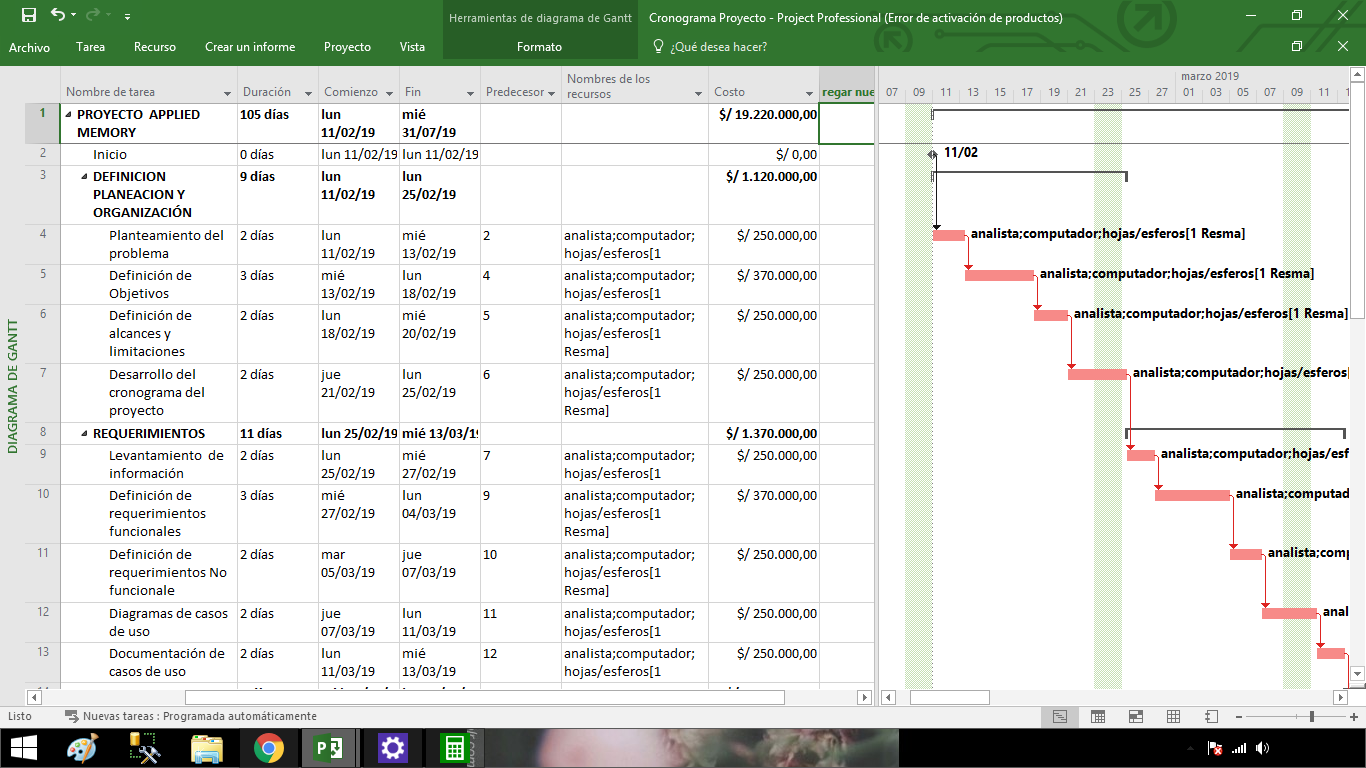 Herramientas de diagrama de Gantt
Cronograma Proyecto - Project Professional (Error de activación de productos)
Archivo Tarea Recurso Crear un informe Proyecto Vista Formato ¿Qué desea hacer?
Nombre de tarea Duración Comienzo Fin Predecesor Nombres de los recursos Costo regar nue
marzo 2019
07 09 11 13 15 17 19 21 23 25 27 01 03 05 07 09 11 1
DIAGRAMA DE GANTT
1 PROYECTO APPLIED MEMORY 105 días lun 11/02/19 mié 31/07/19 S/ 19.220.000,00
2 Inicio 0 días lun 11/02/19 lun 11/02/19 S/ 0,00
11/02
3 DEFINICION PLANEACION Y ORGANIZACIÓN 9 días lun 11/02/19 lun 25/02/19 S/ 1.120.000,00
4 Planteamiento del problema 2 días lun 11/02/19 mié 13/02/19 2 analista;computador; hojas/esferos[1 S/ 250.000,00
analista;computador;hojas/esferos[1 Resma]
5 Definición de Objetivos 3 días mié 13/02/19 lun 18/02/19 4 analista;computador; hojas/esferos[1 S/ 370.000,00
analista;computador;hojas/esferos[1 Resma]
6 Definición de alcances y limitaciones 2 días lun 18/02/19 mié 20/02/19 5 analista;computador; hojas/esferos[1 Resma] S/ 250.000,00
analista;computador;hojas/esferos[1 Resma]
7 Desarrollo del cronograma del proyecto 2 días jue 21/02/19 lun 25/02/19 6 analista;computador; hojas/esferos[1 Resma] S/ 250.000,00
analista;computador;hojas/esferos[
8 REQUERIMIENTOS 11 días lun 25/02/19 mié 13/03/19 S/ 1.370.000,00
9 Levantamiento de información 2 días lun 25/02/19 mié 27/02/19 7 analista;computador; hojas/esferos[1 S/ 250.000,00
analista;computador;hojas/esf
10 Definición de requerimientos funcionales 3 días mié 27/02/19 lun 04/03/19 9 analista;computador; hojas/esferos[1 Resma] S/ 370.000,00
analista;computad
11 Definición de requerimientos No funcionale 2 días mar 05/03/19 jue 07/03/19 10 analista;computador; hojas/esferos[1 Resma] S/ 250.000,00
analista;comp
12 Diagramas de casos de uso 2 días jue 07/03/19 lun 11/03/19 11 analista;computador; hojas/esferos[1 S/ 250.000,00
anal
13 Documentación de casos de uso 2 días lun 11/03/19 mié 13/03/19 12 analista;computador; hojas/esferos[1 S/ 250.000,00
Listo Nuevas tareas : Programada automáticamente